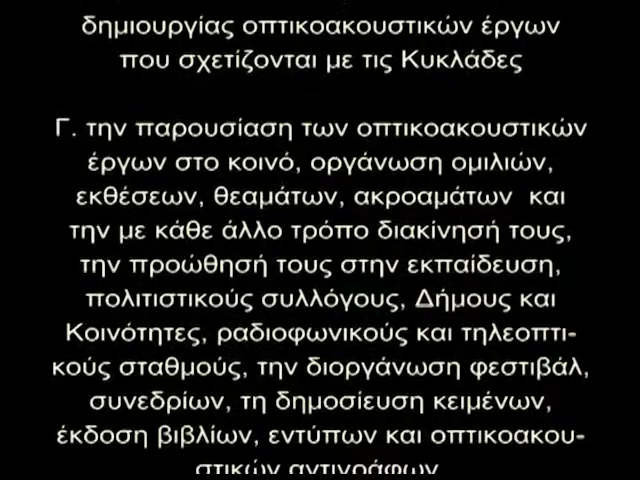 δημιουργίας οπτικοακουστικών έργων
που σχετίζονται με τις Κυκλάδες
Γ. την παρουσίαση των οπτικοακουστικών
έργων στο κοινό, οργάνωση ομιλιών,
εκθέσεων, θεαμάτων, ακροαμάτων και
την με κάθε άλλο τρόπο διακίνησή τους,
την προώθησή τους στην εκπαίδευση,
πολιτιστικούς συλλόγους, Δήμους και
Κοινότητες, ραδιοφωνικούς και τηλεοπτι-
κούς σταθμούς, την διοργάνωση φεστιβάλ,
συνεδρίων, τη δημοσίευση κειμένων,
έκδοση βιβλίων, εντύπων και οπτικοακου-
στικών αντιγράφων